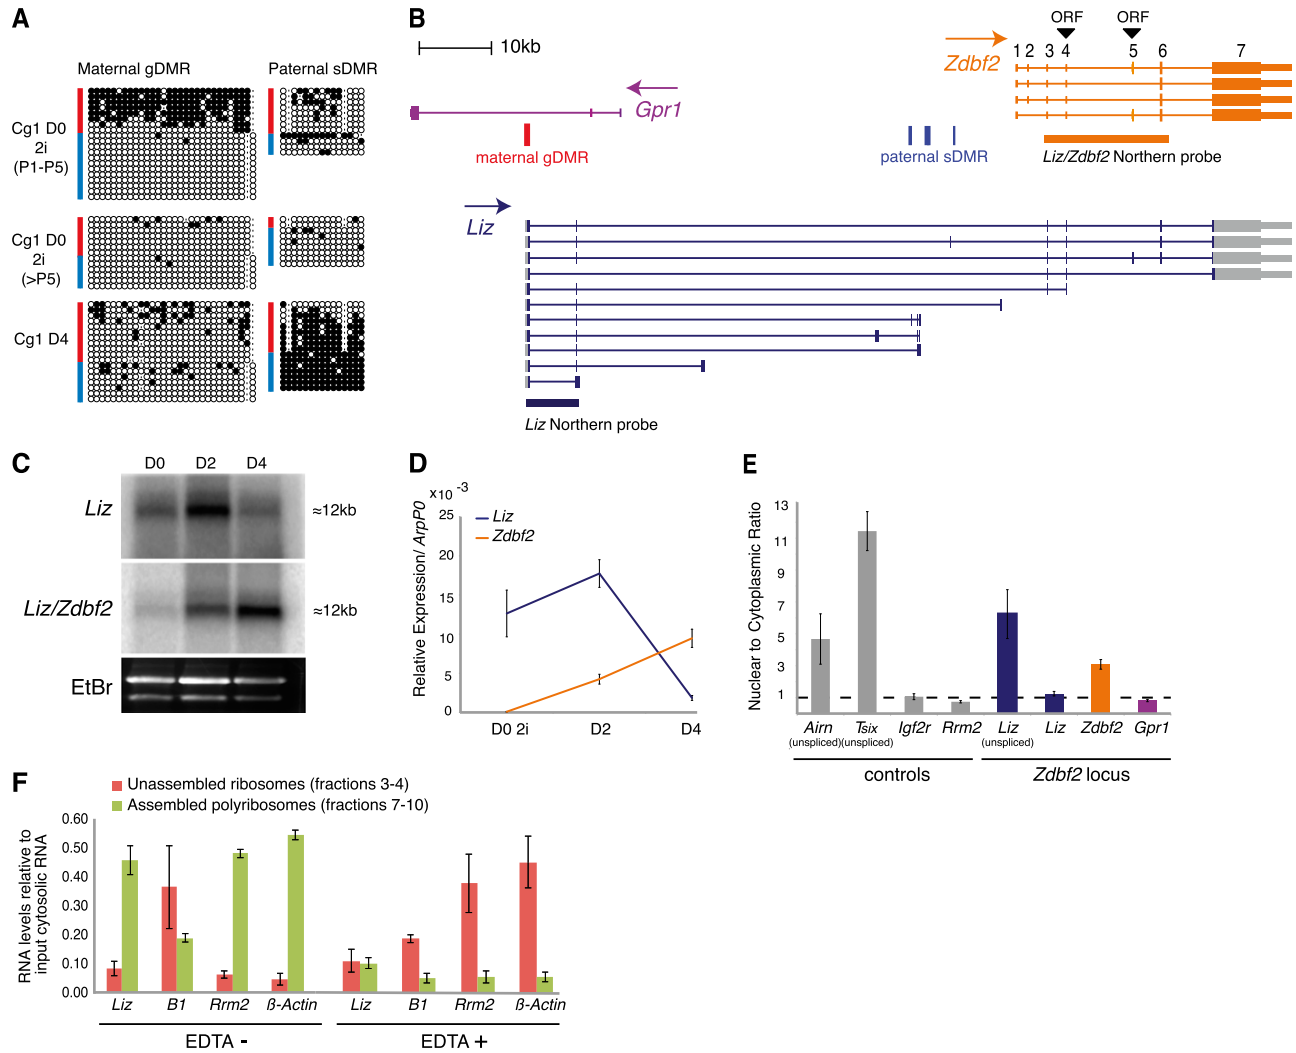 A
Maternal gDMR
Paternal sDMR
Cg1 D0
2i
(P1-P5)
Cg1 D0
2i
(>P5)
Cg1 D4
B
10kb
Gpr1
maternal gDMR
paternal sDMR
Zdbf2
ORF
ORF
1 2 3 4 5 6 7
Liz/Zdbf2 Northern probe
Liz
Liz Northern probe
C
D0 D2 D4
Liz
≈12kb
Liz/Zdbf2
≈12kb
EtBr
D
x10 -3
Relative Expression/ ArpP0
25
20
15
10
5
0
Liz
Zdbf2
D0 2i D2 D4
E
Nuclear to Cytoplasmic Ratio
13
11
9
7
5
3
1
Airn Tsix Igf2r Rrm2 Liz Liz Zdbf2 Gpr1
(unspliced) (unspliced) (unspliced)
controls
Zdbf2 locus
F
Unassembled ribosomes (fractions 3-4)
Assembled polyribosomes (fractions 7-10)
RNA levels relative to
input cytosolic RNA
0.60
0.50
0.40
0.30
0.20
0.10
0.00
Liz B1 Rrm2 ß-Actin Liz B1 Rrm2 ß-Actin
EDTA -
EDTA +